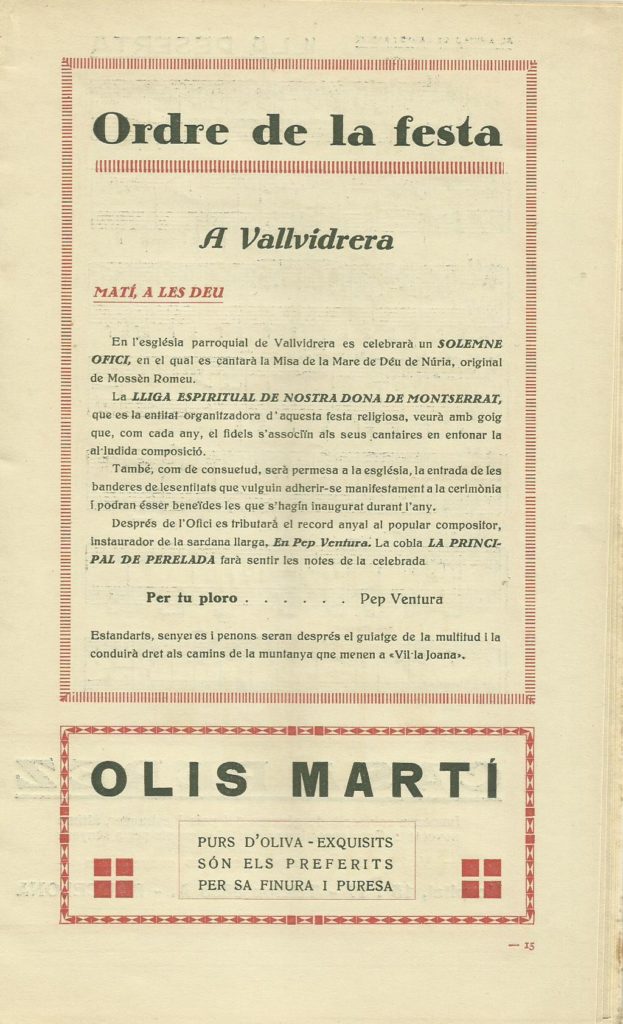 Ordre de la festa
A Vallvidrera
MATÍ, A LES DEU
En l'església parroquial de Vallvidrera es celebrarà un SOLEMNE
OFICI, en el qual es cantarà la Misa de la Mare de Déu de Núria, original
de Mossèn Romeu.
La LLIGA ESPIRITUAL DE NOSTRA DONA DE MONTSERRAT,
que es la entitat organitzadora d'aquesta festa religiosa, veurà amb goig
que, com cada any, el fidels s'associïn als seus cantaires en entonar la
al·ludida composició.
També, com de consuetud, serà permesa a la església, la entrada de les
banderes de lesentitats que vulguin adherir-se manifestament a la cerimònia
i podran ésser beneïdes les que s'hagin inaugurat durant l'any.
Després de l'Ofici es tributarà el record anyal al popular compositor,
instaurador de la sardana llarga, En Pep Ventura. La cobla LA PRINCI-
PAL DE PERELADA farà sentir les notes de la celebrada
Per tu ploro . . . . . . Pep Ventura
Estandarts, senyeres i penons seran després el guiatge de la multitud i la
conduirà dret als camins de la muntanya qne menen a «Vil·la Joana».
OLIS MARTÍ
PURS D'OLIVA - EXQUISITS
SÓN ELS PREFERITS
PER SA FINURA I PURESA
— 15